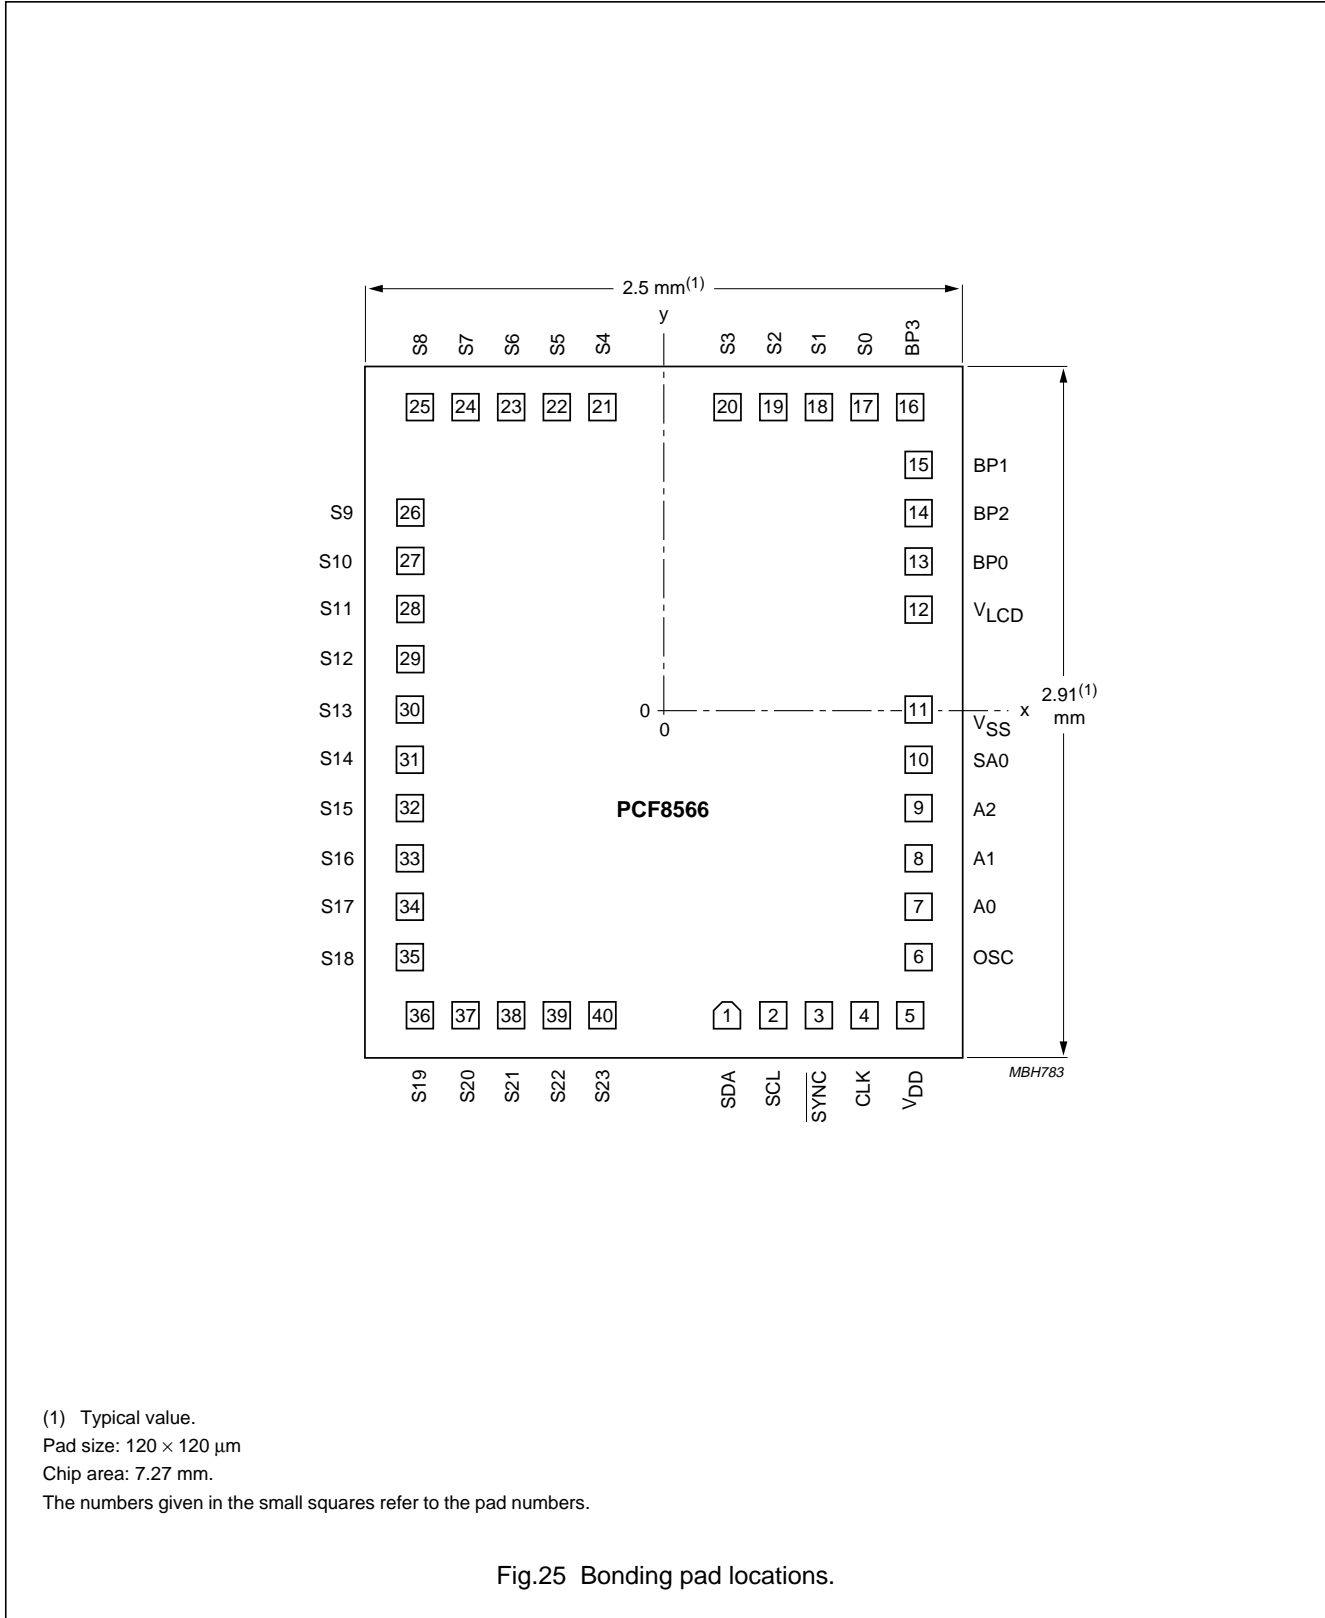 2.5 mm(1)
y
S8 S7 S6 S5 S4 S3 S2 S1 S0 BP3
25 24 23 22 21 20 19 18 17 16
15 BP1
S9 26 14 BP2
S10 27 13 BP0
S11 28 12 VLCD
S12 29
S13 30 0 11 x 2.91(1)
0 VSS mm
S14 31 10 SA0
S15 32 PCF8566 9 A2
S16 33 8 A1
S17 34 7 A0
S18 35 6 OSC
36 37 38 39 40 1 2 3 4 5
MBH783
S19 S20 S21 S22 S23 SDA SCL SYNC CLK VDD
(1) Typical value.
Pad size: 120 × 120 μm
Chip area: 7.27 mm.
The numbers given in the small squares refer to the pad numbers.
Fig.25 Bonding pad locations.